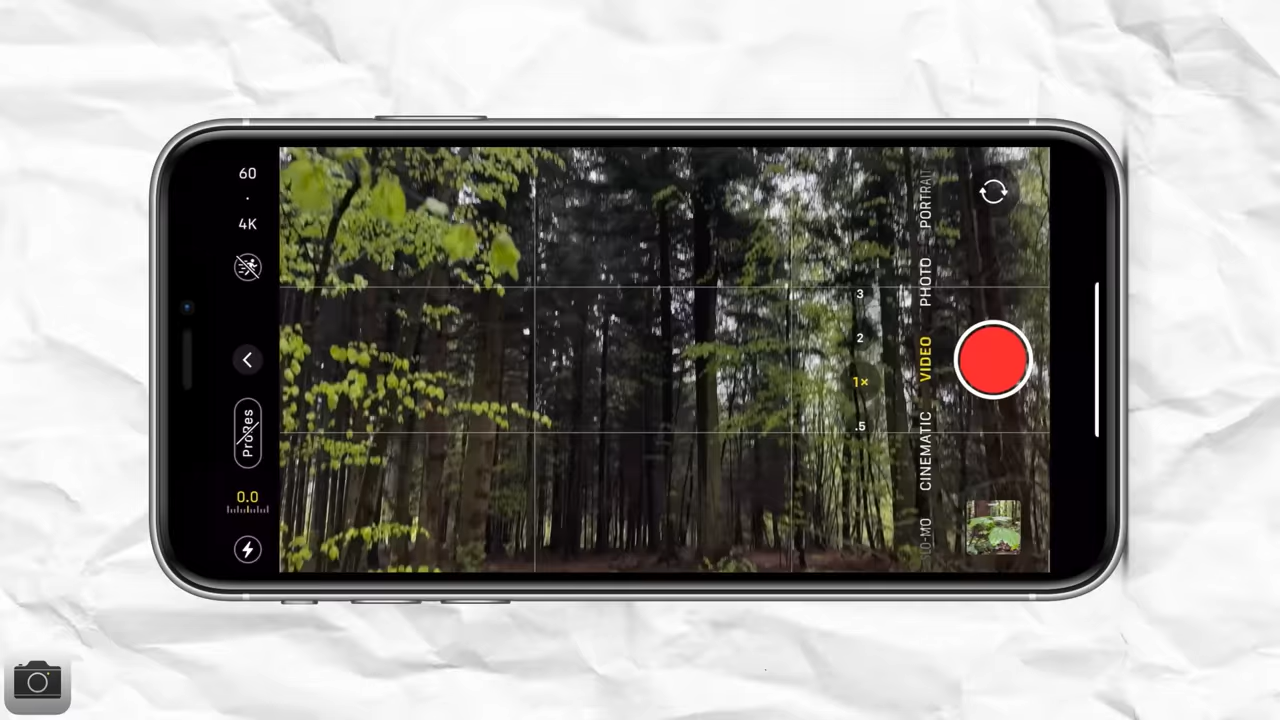 60
4K
ProRes
0.0
3
2
1×
.5
PORTRAIT
PHOTO
VIDEO
CINEMATIC